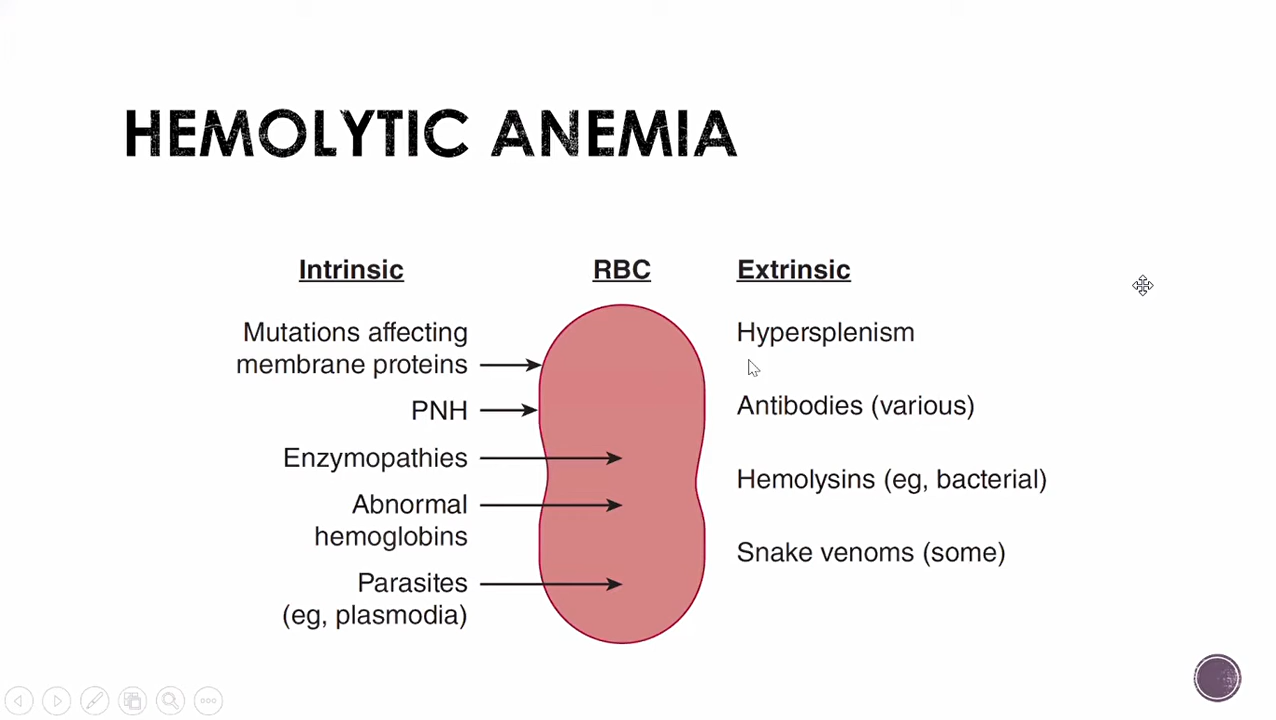 HEMOLYTIC ANEMIA
Intrinsic
Mutations affecting
membrane proteins
PNH
Enzymopathies
Abnormal
hemoglobins
Parasites
(eg, plasmodia)
RBC
Extrinsic
Hypersplenism
Antibodies (various)
Hemolysins (eg, bacterial)
Snake venoms (some)